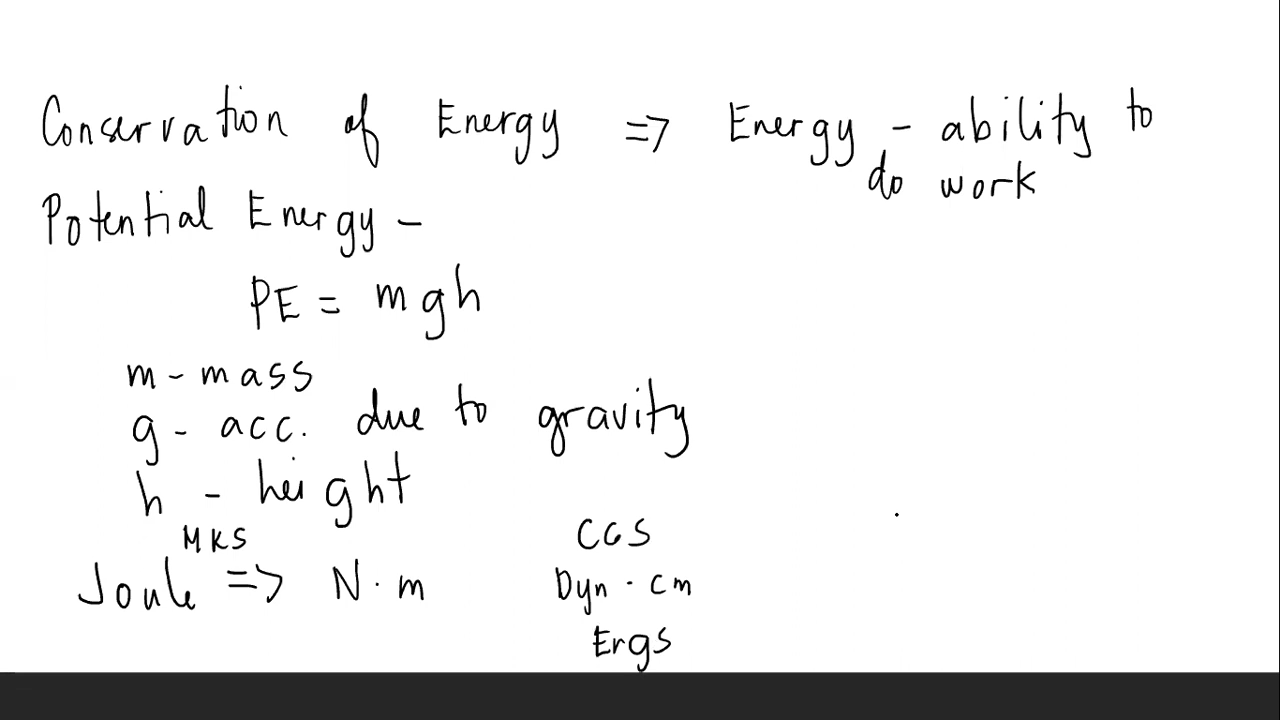 Conservation of Energy => Energy - ability to
do work
Potential Energy -
PE = mgh
m - mass
g - acc. due to gravity
h - height
MKS CGS
Joule => N·m Dyn·cm
Ergs